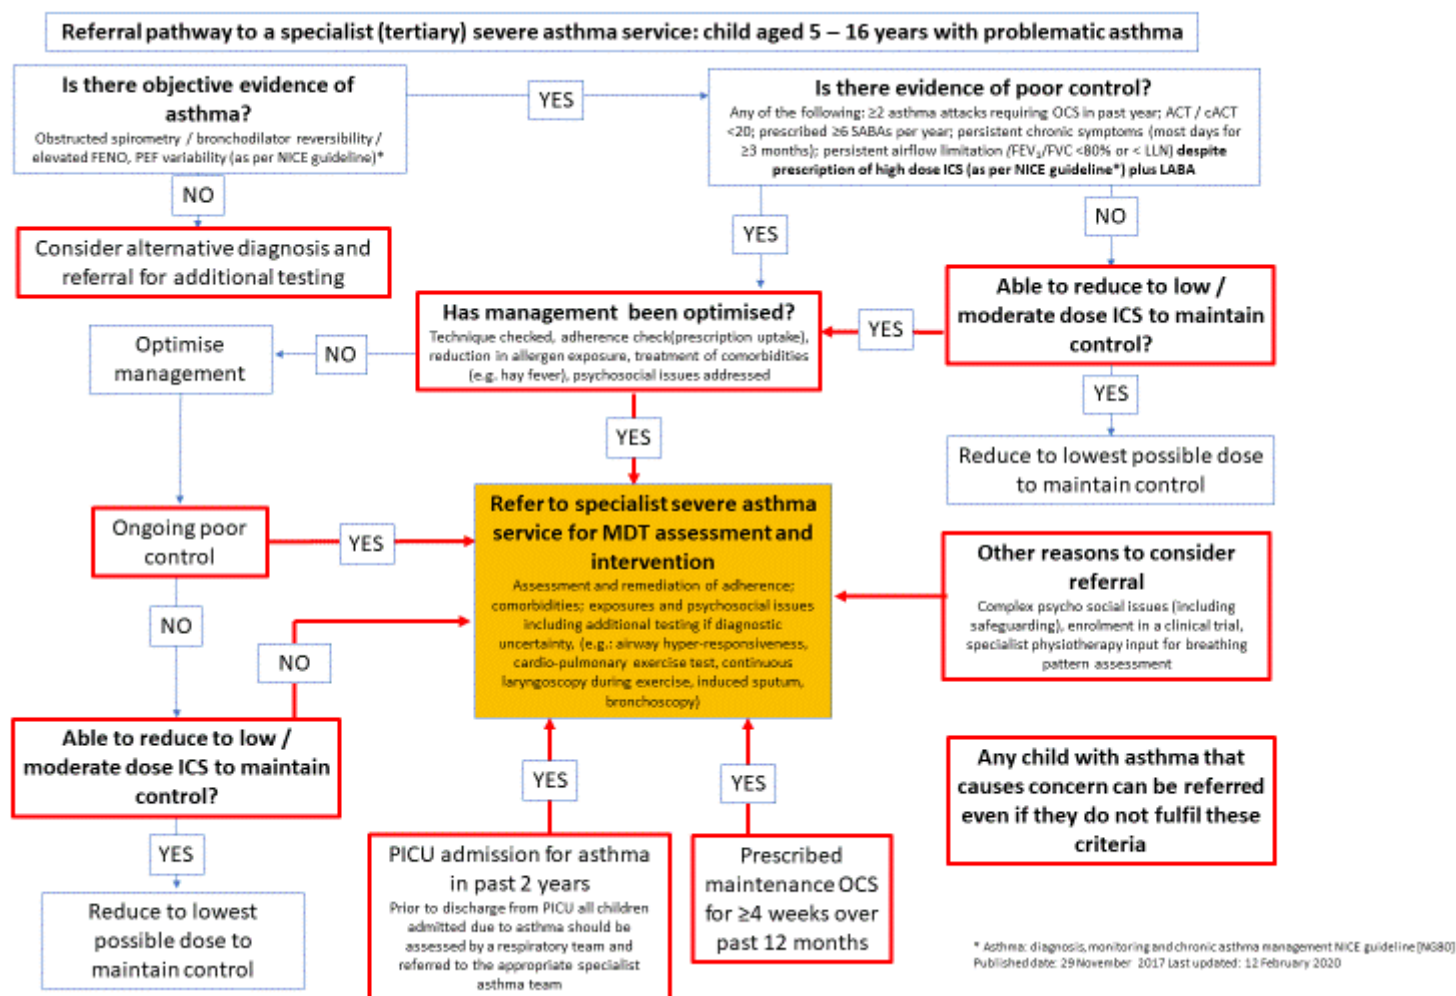 Referral pathway to a specialist (tertiary) severe asthma service: child aged 5 – 16 years with problematic asthma
Is there objective evidence of
asthma?
Obstructed spirometry / bronchodilator reversibility /
elevated FENO, PEF variability (as per NICE guideline)*
YES
Is there evidence of poor control?
Any of the following: ≥2 asthma attacks requiring OCS in past year; ACT / cACT
<20; prescribed ≥6 SABAs per year; persistent chronic symptoms (most days for
≥3 months); persistent airflow limitation (FEV₁/FVC <80% or < LLN) despite
prescription of high dose ICS (as per NICE guideline*) plus LABA
NO
Consider alternative diagnosis and
referral for additional testing
YES
NO
Has management been optimised?
Technique checked, adherence check(prescription uptake),
reduction in allergen exposure, treatment of comorbidities
(e.g. hay fever), psychosocial issues addressed
YES
Able to reduce to low /
moderate dose ICS to maintain
control?
NO
Optimise
management
YES
YES
Reduce to lowest possible dose
to maintain control
Ongoing poor
control
YES
Refer to specialist severe asthma
service for MDT assessment and
intervention
Assessment and remediation of adherence;
comorbidities; exposures and psychosocial issues
including additional testing if diagnostic
uncertainty, (e.g.: airway hyper-responsiveness,
cardio-pulmonary exercise test, continuous
laryngoscopy during exercise, induced sputum,
bronchoscopy)
Other reasons to consider
referral
Complex psycho social issues (including
safeguarding), enrolment in a clinical trial,
specialist physiotherapy input for breathing
pattern assessment
NO
NO
Able to reduce to low /
moderate dose ICS to maintain
control?
YES
YES
Any child with asthma that
causes concern can be referred
even if they do not fulfil these
criteria
YES
Reduce to lowest
possible dose to
maintain control
PICU admission for asthma
in past 2 years
Prior to discharge from PICU all children
admitted due to asthma should be
assessed by a respiratory team and
referred to the appropriate specialist
asthma team
Prescribed
maintenance OCS
for ≥4 weeks over
past 12 months
* Asthma: diagnosis, monitoring and chronic asthma management NICE guideline [NG80]
Published date: 29 November 2017 Last updated: 12 February 2020